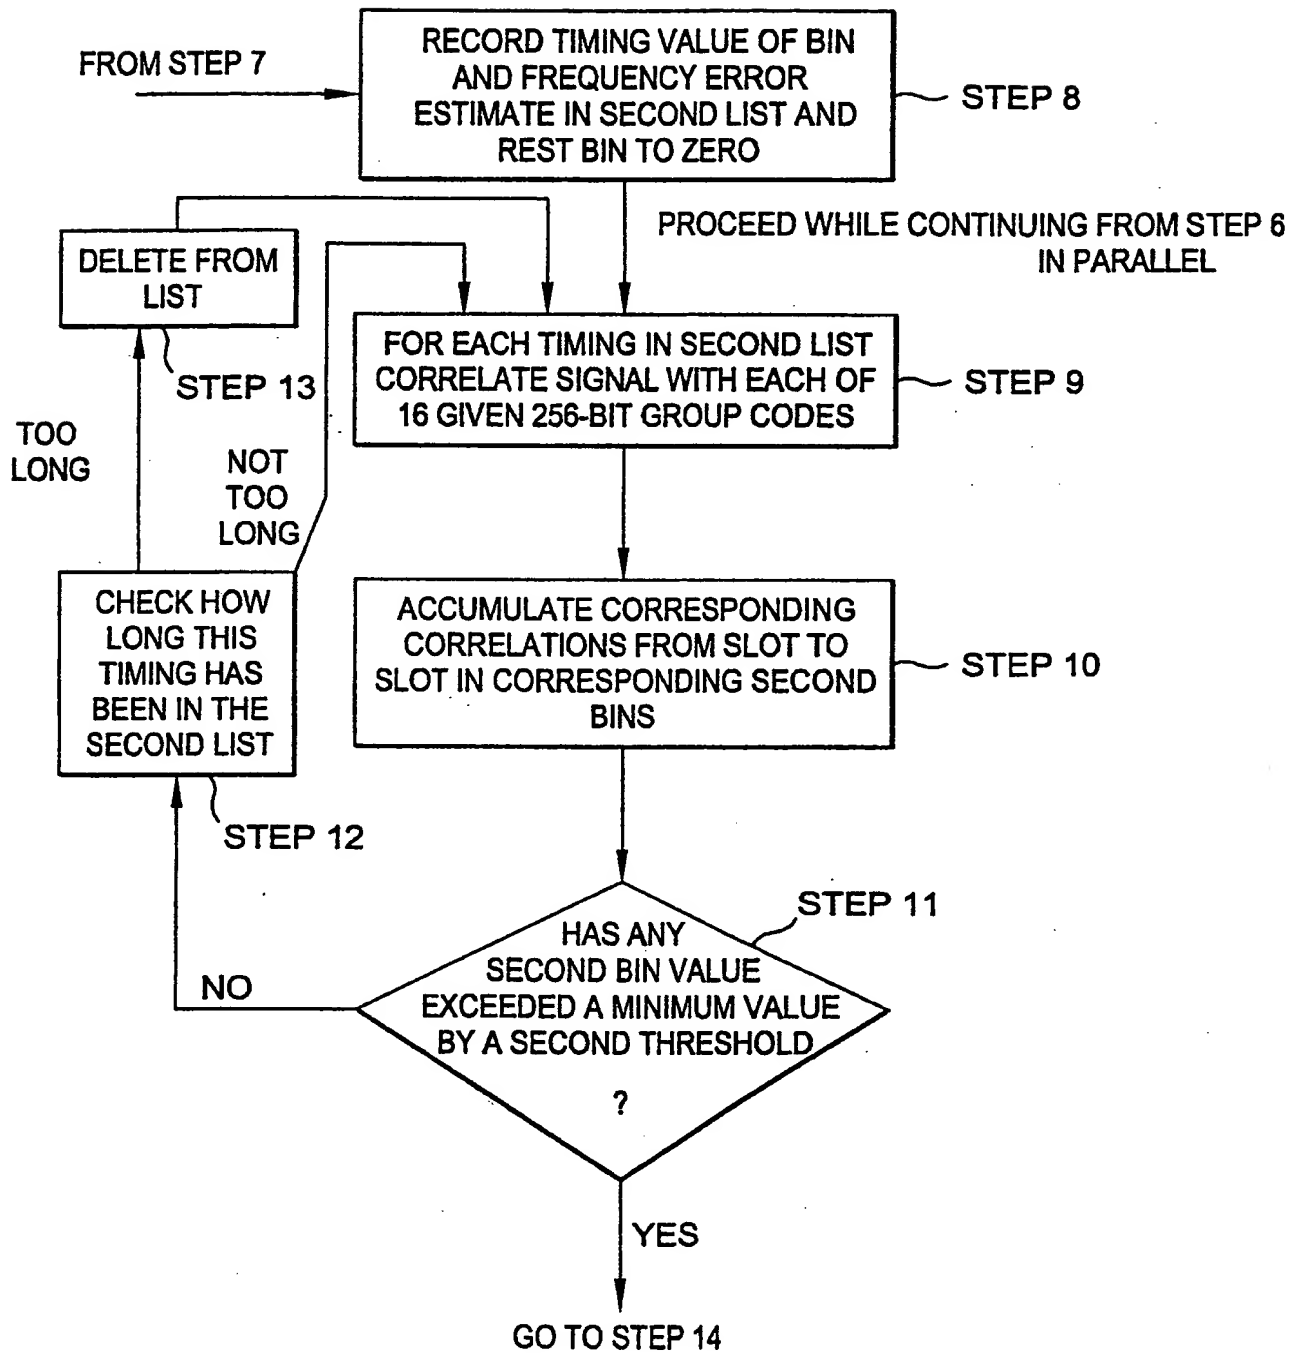 FROM STEP 7
RECORD TIMING VALUE OF BIN
AND FREQUENCY ERROR
ESTIMATE IN SECOND LIST AND
REST BIN TO ZERO
STEP 8
PROCEED WHILE CONTINUING FROM STEP 6
IN PARALLEL
DELETE FROM
LIST
STEP 13
FOR EACH TIMING IN SECOND LIST
CORRELATE SIGNAL WITH EACH OF
16 GIVEN 256-BIT GROUP CODES
STEP 9
TOO
LONG
NOT
TOO
LONG
CHECK HOW
LONG THIS
TIMING HAS
BEEN IN THE
SECOND LIST
STEP 12
ACCUMULATE CORRESPONDING
CORRELATIONS FROM SLOT TO
SLOT IN CORRESPONDING SECOND
BINS
STEP 10
STEP 11
HAS ANY
SECOND BIN VALUE
EXCEEDED A MINIMUM VALUE
BY A SECOND THRESHOLD
?
NO
YES
GO TO STEP 14